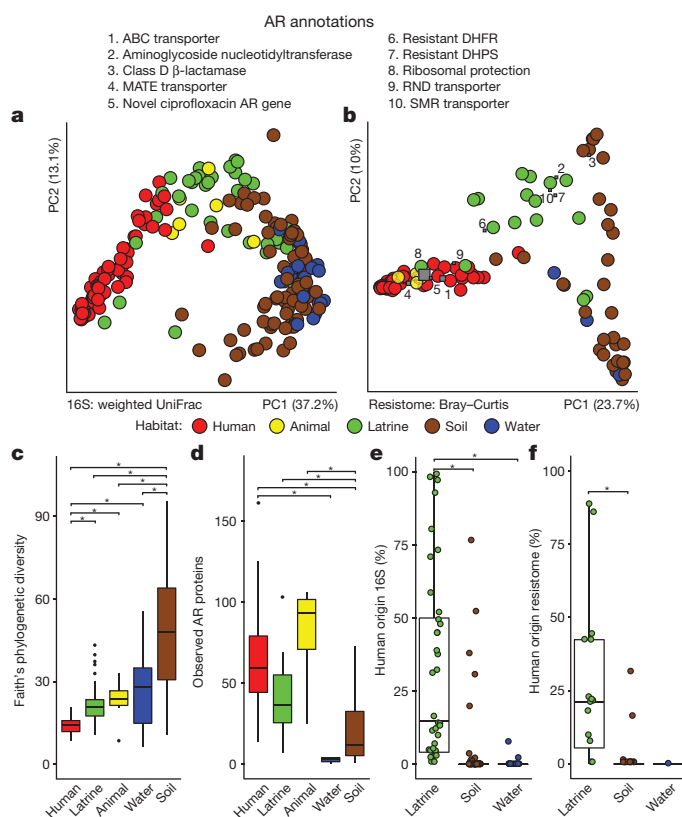 AR annotations
1. ABC transporter
2. Aminoglycoside nucleotidyltransferase
3. Class D β-lactamase
4. MATE transporter
5. Novel ciprofloxacin AR gene
6. Resistant DHFR
7. Resistant DHPS
8. Ribosomal protection
9. RND transporter
10. SMR transporter
a
PC2 (13.1%)
16S: weighted UniFrac
PC1 (37.2%)
b
PC2 (10%)
3
2
10
7
6
8
9
4
5
1
Resistome: Bray–Curtis
PC1 (23.7%)
Habitat:
Human
Animal
Latrine
Soil
Water
c
Faith's phylogenetic diversity
90
60
30
0
* * * * * * *
Human
Latrine
Animal
Water
Soil
d
Observed AR proteins
150
100
50
0
* * * *
Human
Latrine
Animal
Water
Soil
e
Human origin 16S (%)
100
75
50
25
0
* *
Latrine
Soil
Water
f
Human origin resistome (%)
100
75
50
25
0
*
Latrine
Soil
Water